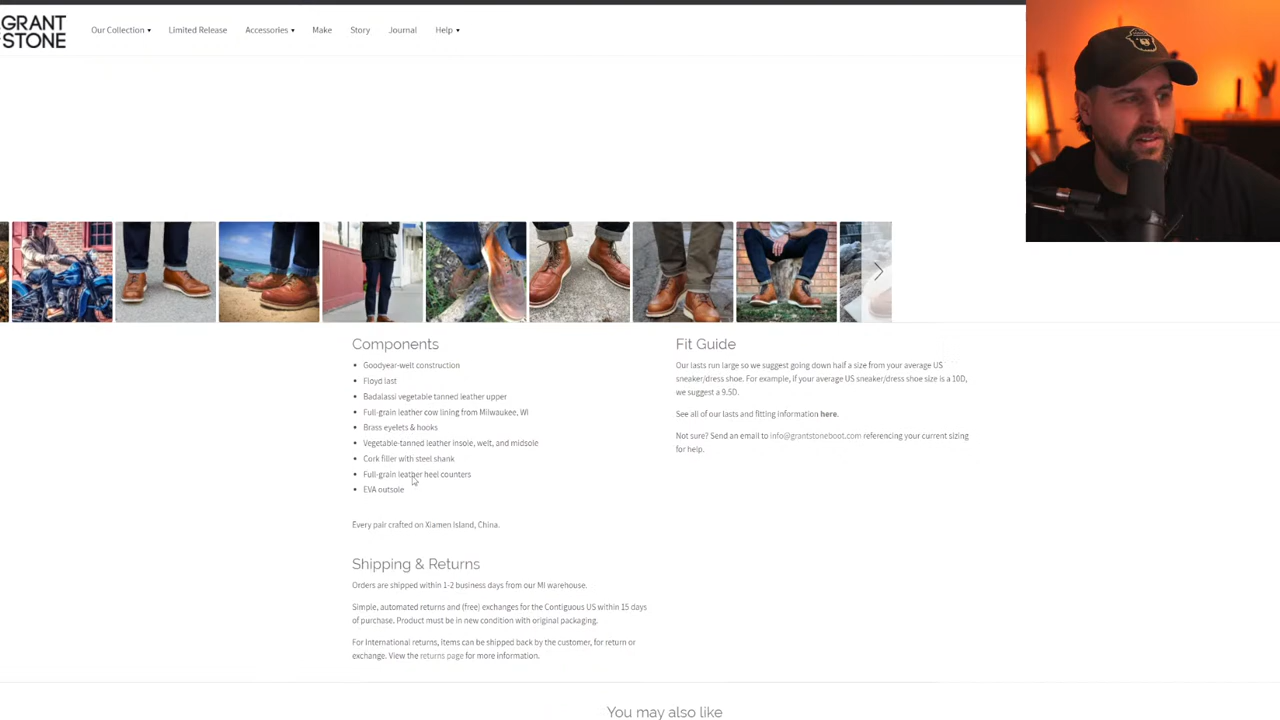 GRANT
STONE
Our Collection ▾ Limited Release Accessories ▾ Make Story Journal Help ▾
Components
• Goodyear-welt construction
• Floyd last
• Badalassi vegetable tanned leather upper
• Full-grain leather cow lining from Milwaukee, WI
• Brass eyelets & hooks
• Vegetable-tanned leather insole, welt, and midsole
• Cork filler with steel shank
• Full-grain leather heel counters
• EVA outsole
Every pair crafted on Xiamen Island, China.
Shipping & Returns
Orders are shipped within 1-2 business days from our MI warehouse.
Simple, automated returns and (free) exchanges for the Contiguous US within 15 days
of purchase. Product must be in new condition with original packaging.
For International returns, items can be shipped back by the customer, for return or
exchange. View the returns page for more information.
Fit Guide
Our lasts run large so we suggest going down half a size from your average US
sneaker/dress shoe. For example, if your average US sneaker/dress shoe size is a 10D,
we suggest a 9.5D.
See all of our lasts and fitting information here.
Not sure? Send an email to info@grantstoneboot.com referencing your current sizing
for help.
You may also like